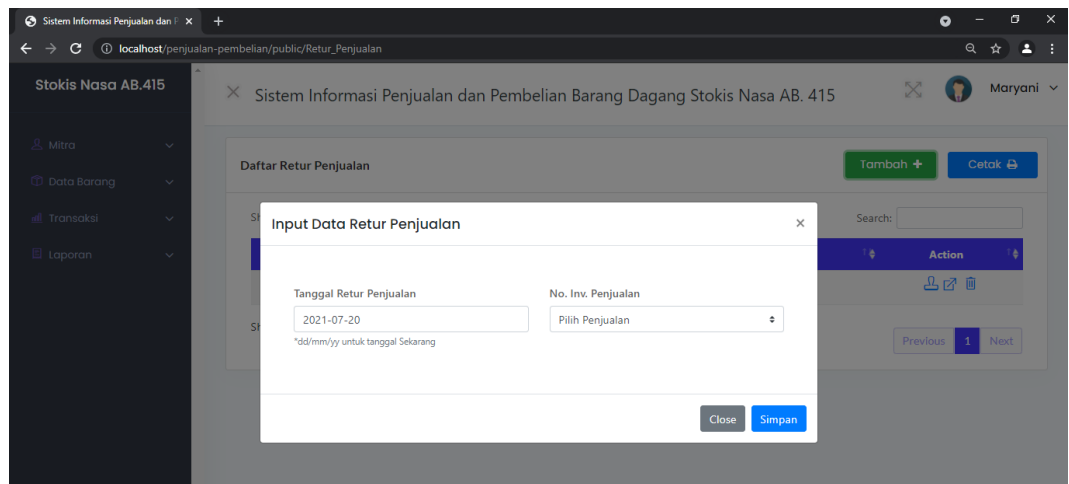 Sistem Informasi Penjualan dan P
localhost/penjualan-pembelian/public/Retur_Penjualan
Stokis Nasa AB.415
Sistem Informasi Penjualan dan Pembelian Barang Dagang Stokis Nasa AB. 415
Maryani
Mitra
Data Barang
Transaksi
Laporan
Daftar Retur Penjualan
Tambah +
Cetak
Search:
Action
Input Data Retur Penjualan
Tanggal Retur Penjualan
No. Inv. Penjualan
2021-07-20
Pilih Penjualan
*dd/mm/yy untuk tanggal Sekarang
Close
Simpan
Previous 1 Next